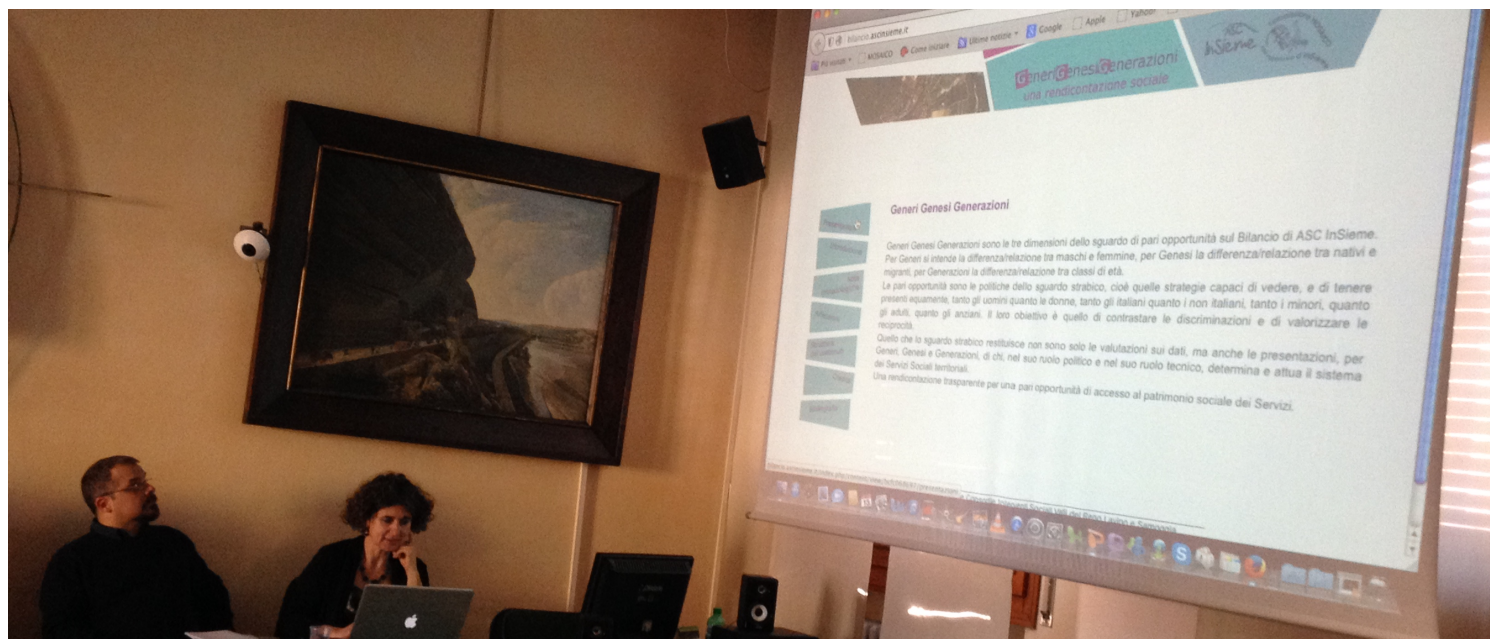 bilancio.ascinsieme.it
Più visitati MOSAICO Come iniziare Ultime notizie Google Apple Yahoo!
GeneriGenesiGenerazioni
una rendicontazione sociale
ASC
InSieme
Generi Genesi Generazioni
Generi Genesi Generazioni sono le tre dimensioni dello sguardo di pari opportunità sul Bilancio di ASC InSieme.
Per Generi si intende la differenza/relazione tra maschi e femmine, per Genesi la differenza/relazione tra nativi e
migranti, per Generazioni la differenza/relazione tra classi di età.
Le pari opportunità sono le politiche dello sguardo strabico, cioè quelle strategie capaci di vedere, e di tenere
presenti equamente, tanto gli uomini quanto le donne, tanto gli italiani quanto i non italiani, tanto i minori, quanto
gli adulti, quanto gli anziani. Il loro obiettivo è quello di contrastare le discriminazioni e di valorizzare le
reciprocità.
Quello che lo sguardo strabico restituisce non sono solo le valutazioni sui dati, ma anche le presentazioni, per
Generi, Genesi e Generazioni, di chi, nel suo ruolo politico e nel suo ruolo tecnico, determina e attua il sistema
dei Servizi Sociali territoriali.
Una rendicontazione trasparente per una pari opportunità di accesso al patrimonio sociale dei Servizi.